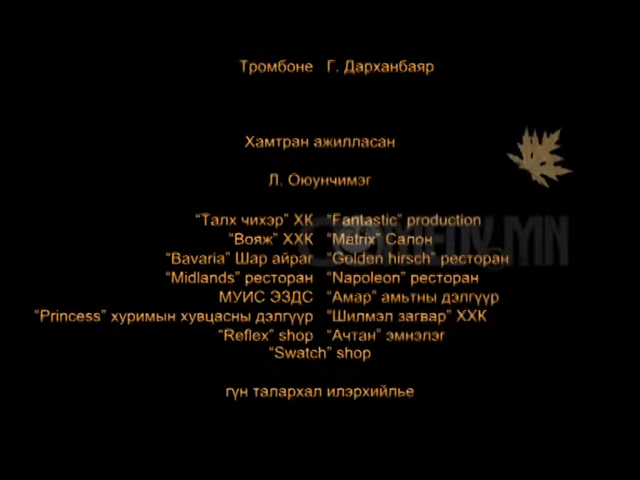 Тромбоне Г. Дарханбаяр
Хамтран ажилласан
Л. Оюунчимэг
“Талх чихэр” ХК “Fantastic” production
“Вояж” ХХК “Matrix” Салон
“Bavaria” Шар айраг “Golden hirsch” ресторан
“Midlands” ресторан “Napoleon” ресторан
МУИС ЭЗДС “Амар” амьтны дэлгүүр
“Princess” хуримын хувцасны дэлгүүр “Шилмэл загвар” ХХК
“Reflex” shop “Ачтан” эмнэлэг
“Swatch” shop
гүн талархал илэрхийлье